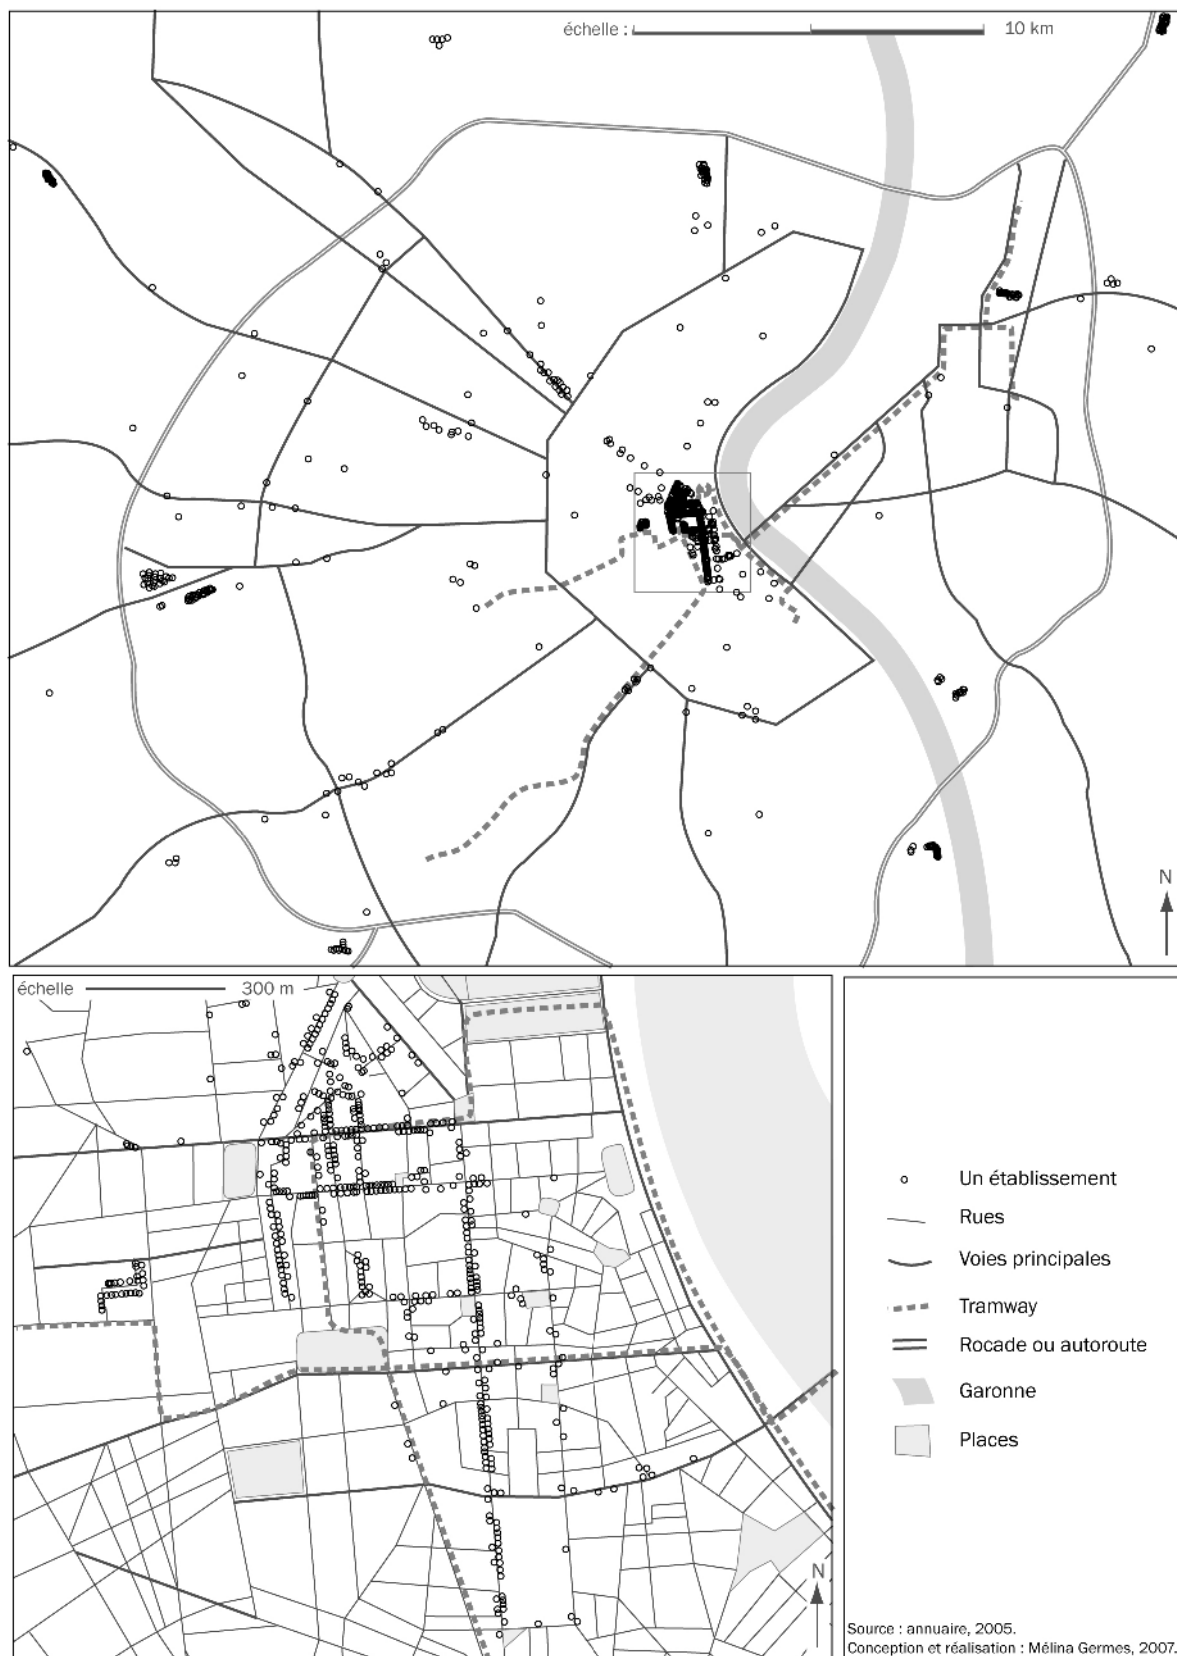 échelle : 10 km
N
échelle 300 m
N
Un établissement
Rues
Voies principales
Tramway
Rocade ou autoroute
Garonne
Places
Source : annuaire, 2005.
Conception et réalisation : Mélina Germes, 2007.